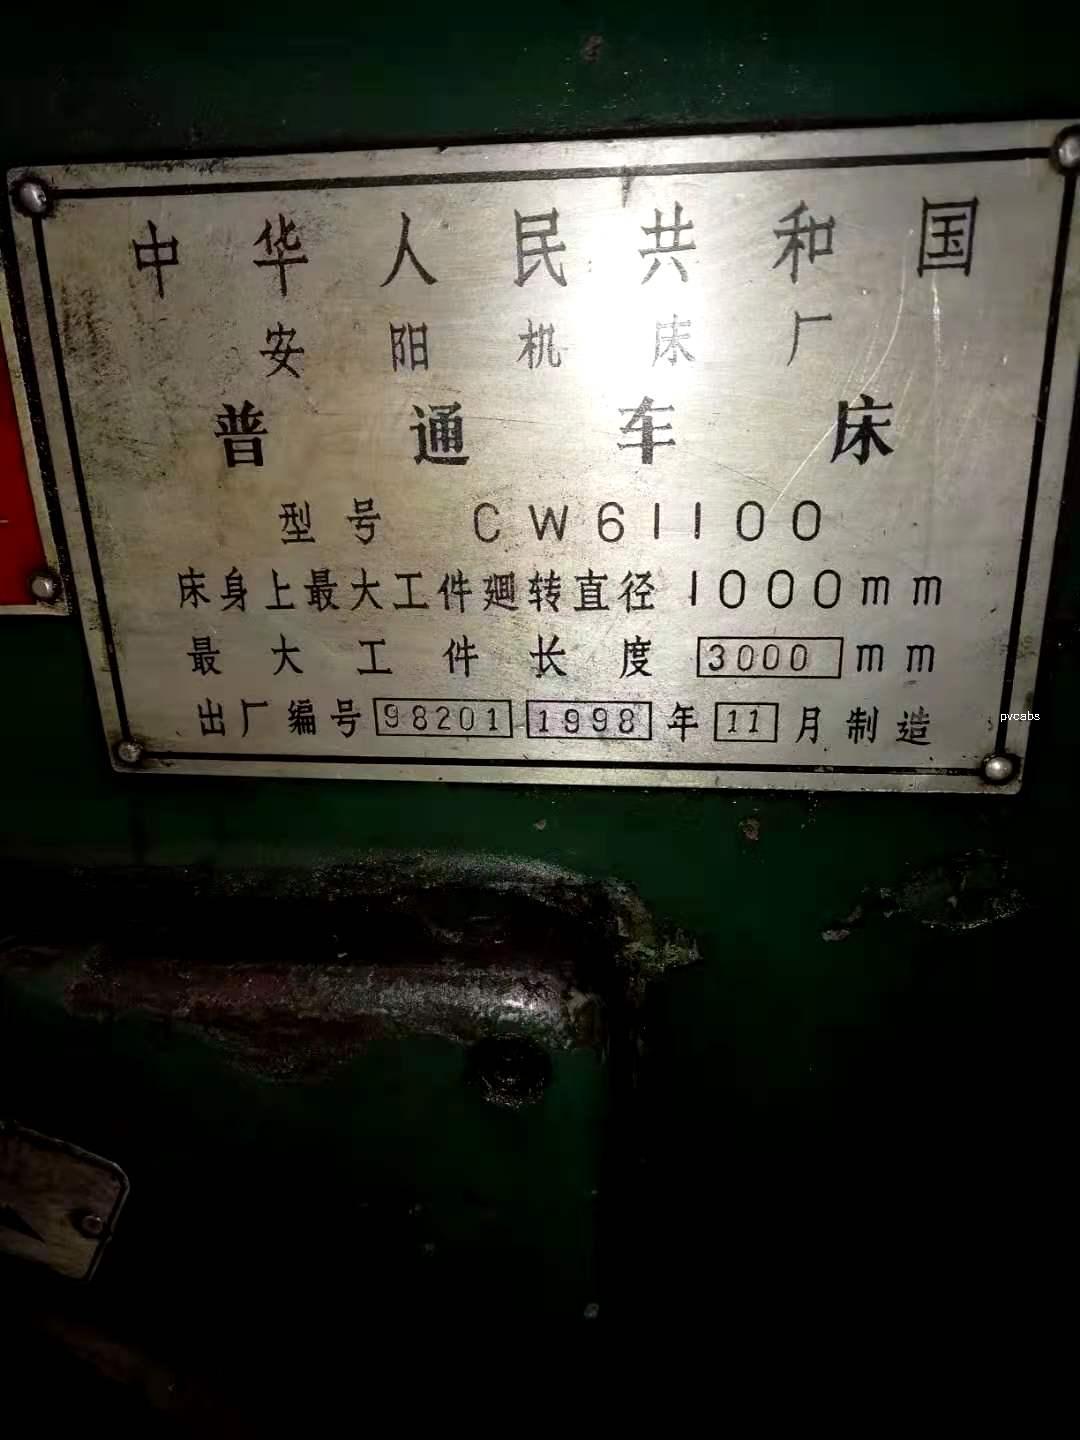 中华人民共和国
安阳机床厂
普通车床
型号 CW61100
床身上最大工件廻转直径 1000mm
最大工件长度 3000 mm
出厂编号 98201 1998 年 11 月制造
pvcabs